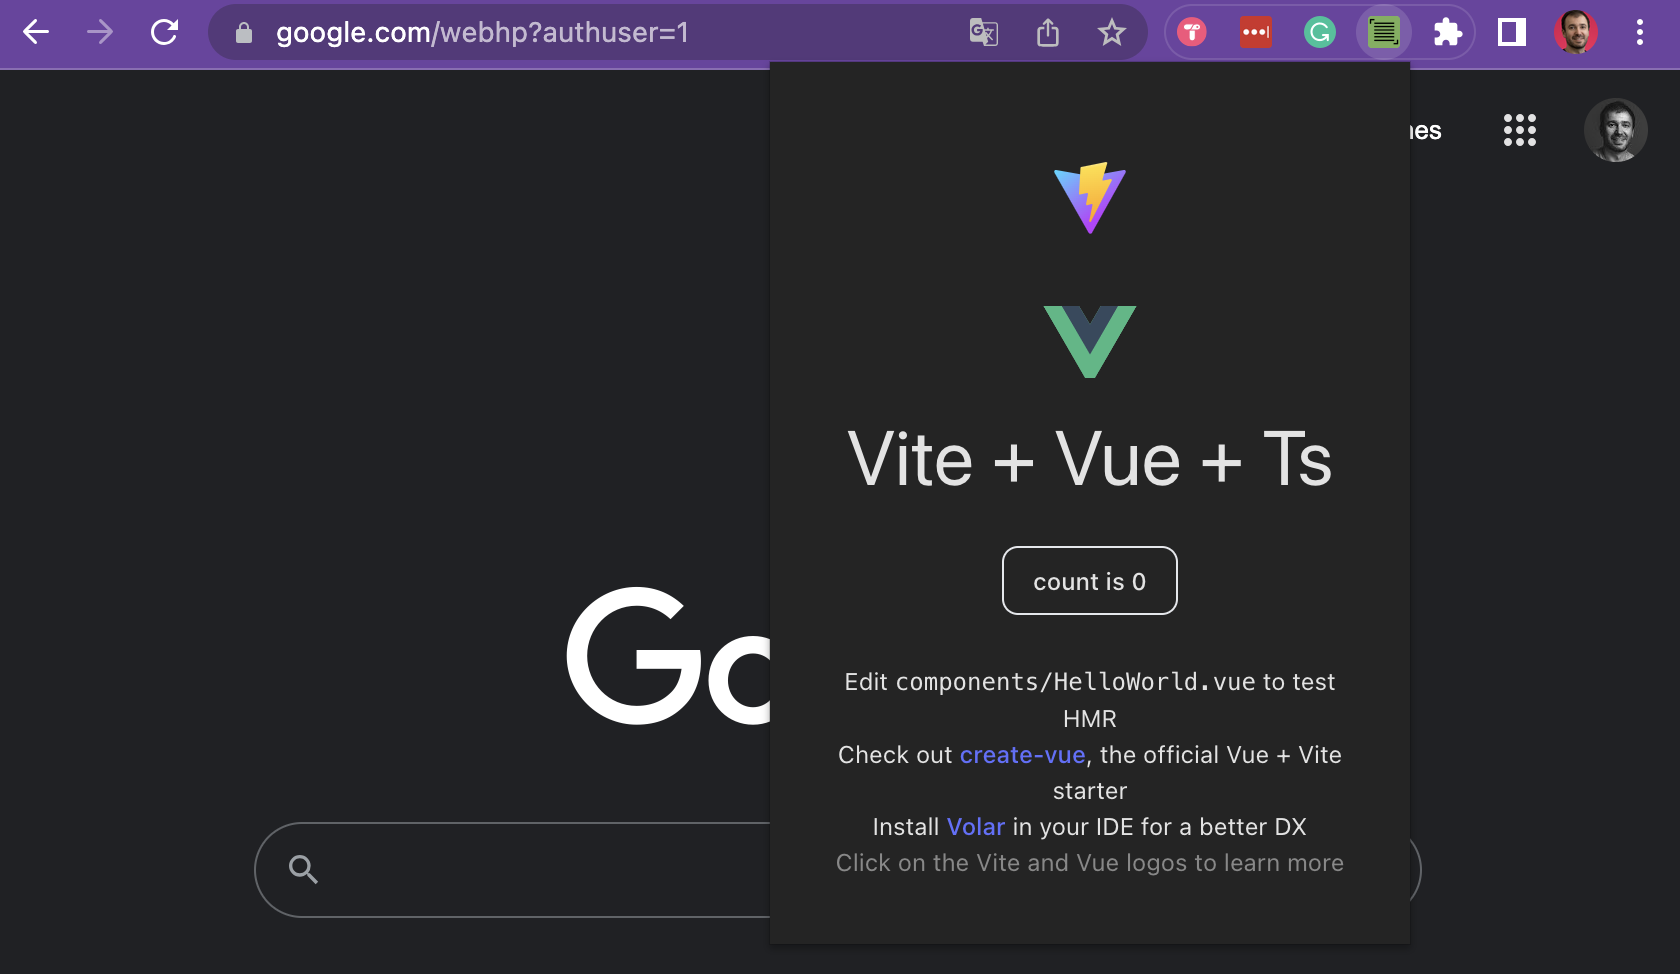 google.com/webhp?authuser=1
Vite + Vue + Ts
count is 0
Edit components/HelloWorld.vue to test
HMR
Check out create-vue, the official Vue + Vite
starter
Install Volar in your IDE for a better DX
Click on the Vite and Vue logos to learn more